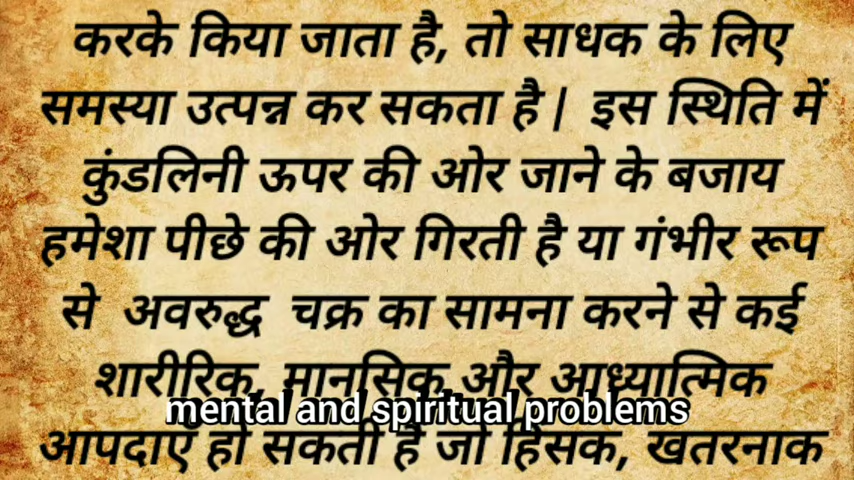 करके किया जाता है, तो साधक के लिए
समस्या उत्पन्न कर सकता है | इस स्थिति में
कुंडलिनी ऊपर की ओर जाने के बजाय
हमेशा पीछे की ओर गिरती है या गंभीर रूप
से अवरुद्ध चक्र का सामना करने से कई
शारीरिक, मानसिक और आध्यात्मिक
mental and spiritual problems
आपदाएँ हो सकती है जो हिंसक, खतरनाक